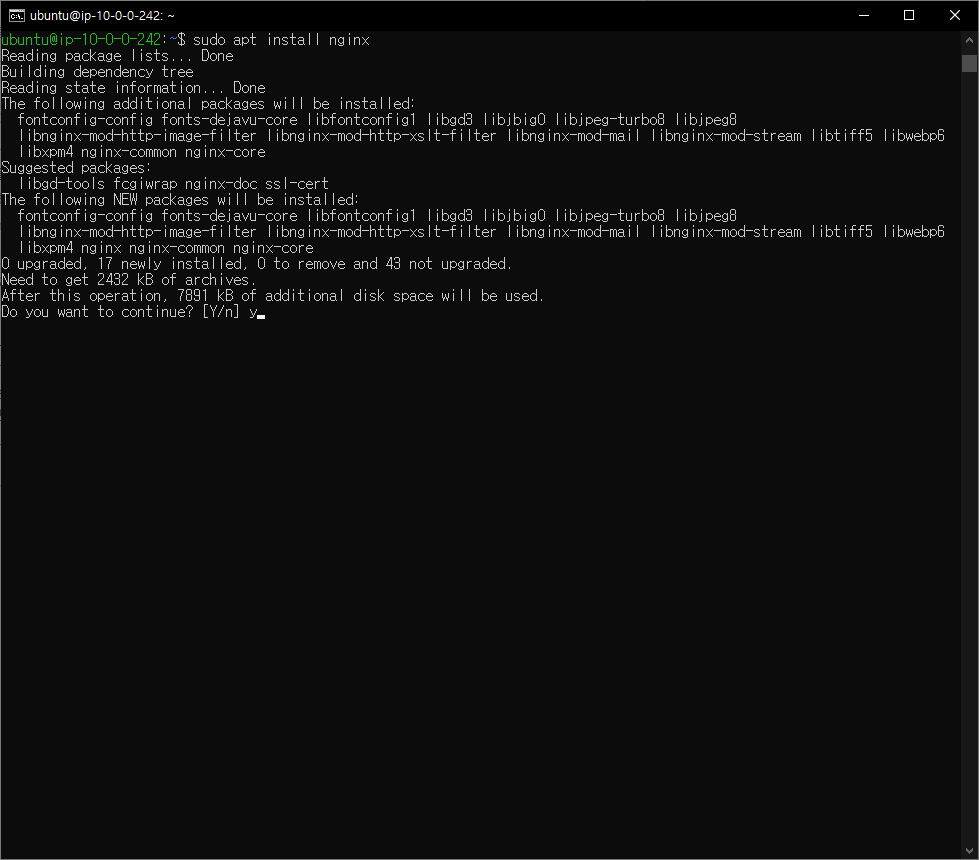 ubuntu@ip-10-0-0-242: ~
ubuntu@ip-10-0-0-242:~$ sudo apt install nginx
Reading package lists... Done
Building dependency tree
Reading state information... Done
The following additional packages will be installed:
  fontconfig-config fonts-dejavu-core libfontconfig1 libgd3 libjbig0 libjpeg-turbo8 libjpeg8
  libnginx-mod-http-image-filter libnginx-mod-http-xslt-filter libnginx-mod-mail libnginx-mod-stream libtiff5 libwebp6
  libxpm4 nginx-common nginx-core
Suggested packages:
  libgd-tools fcgiwrap nginx-doc ssl-cert
The following NEW packages will be installed:
  fontconfig-config fonts-dejavu-core libfontconfig1 libgd3 libjbig0 libjpeg-turbo8 libjpeg8
  libnginx-mod-http-image-filter libnginx-mod-http-xslt-filter libnginx-mod-mail libnginx-mod-stream libtiff5 libwebp6
  libxpm4 nginx nginx-common nginx-core
0 upgraded, 17 newly installed, 0 to remove and 43 not upgraded.
Need to get 2432 kB of archives.
After this operation, 7891 kB of additional disk space will be used.
Do you want to continue? [Y/n] y